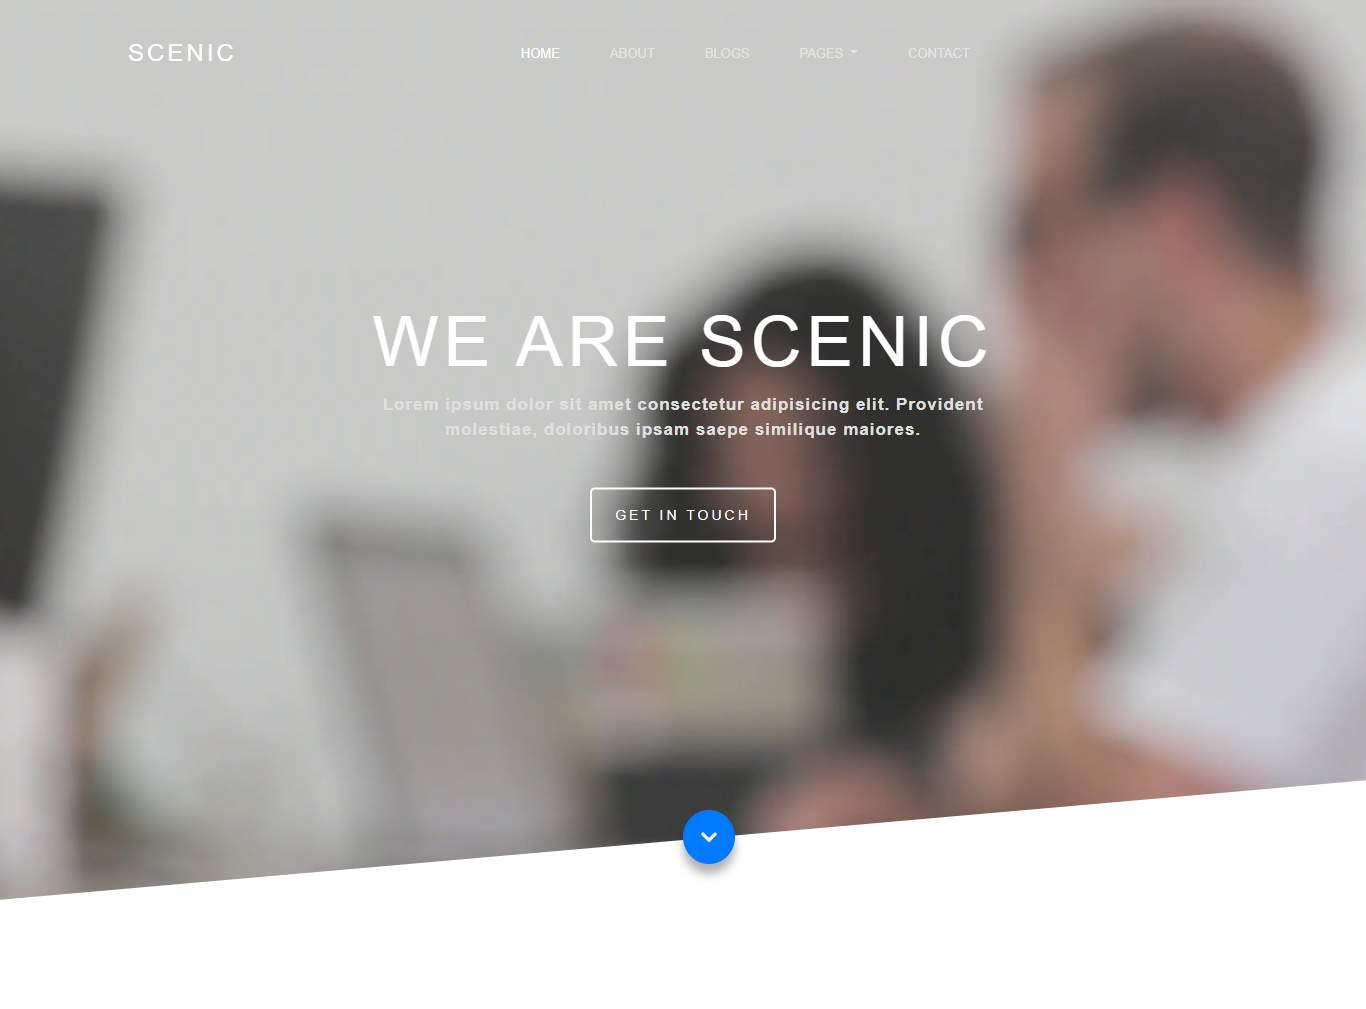 SCENIC
HOME ABOUT BLOGS PAGES CONTACT
WE ARE SCENIC
Lorem ipsum dolor sit amet consectetur adipisicing elit. Provident
molestiae, doloribus ipsam saepe similique maiores.
GET IN TOUCH